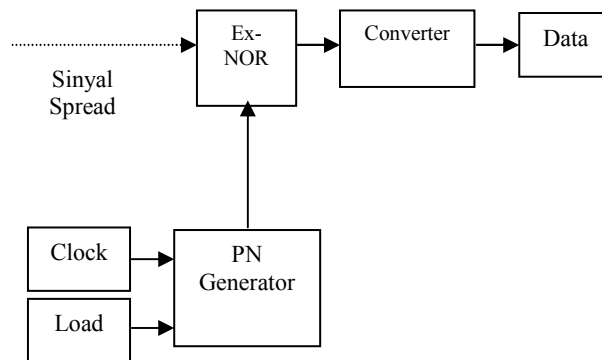 Ex-
NOR
Converter
Data
Sinyal
Spread
Clock
PN
Generator
Load